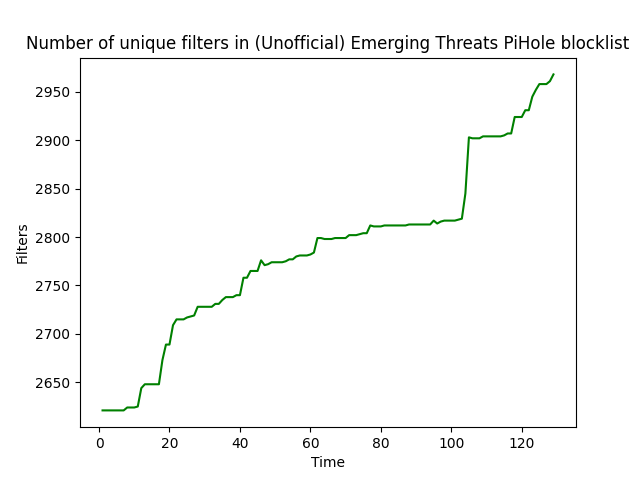 Number of unique filters in (Unofficial) Emerging Threats PiHole blocklist
2950
2900
2850
2800
2750
2700
2650
Filters
0 20 40 60 80 100 120
Time